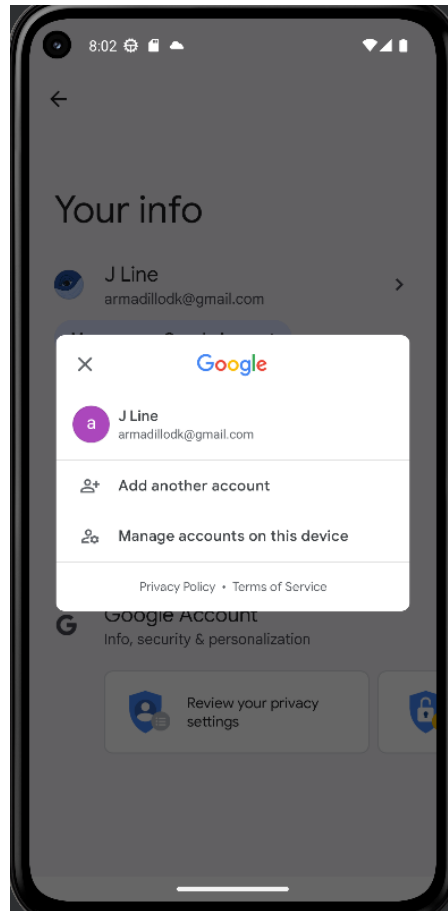 8:02
Your info
J Line
armadillodk@gmail.com
Google
a
J Line
armadillodk@gmail.com
Add another account
Manage accounts on this device
Privacy Policy • Terms of Service
G
Google Account
Info, security & personalization
Review your privacy
settings